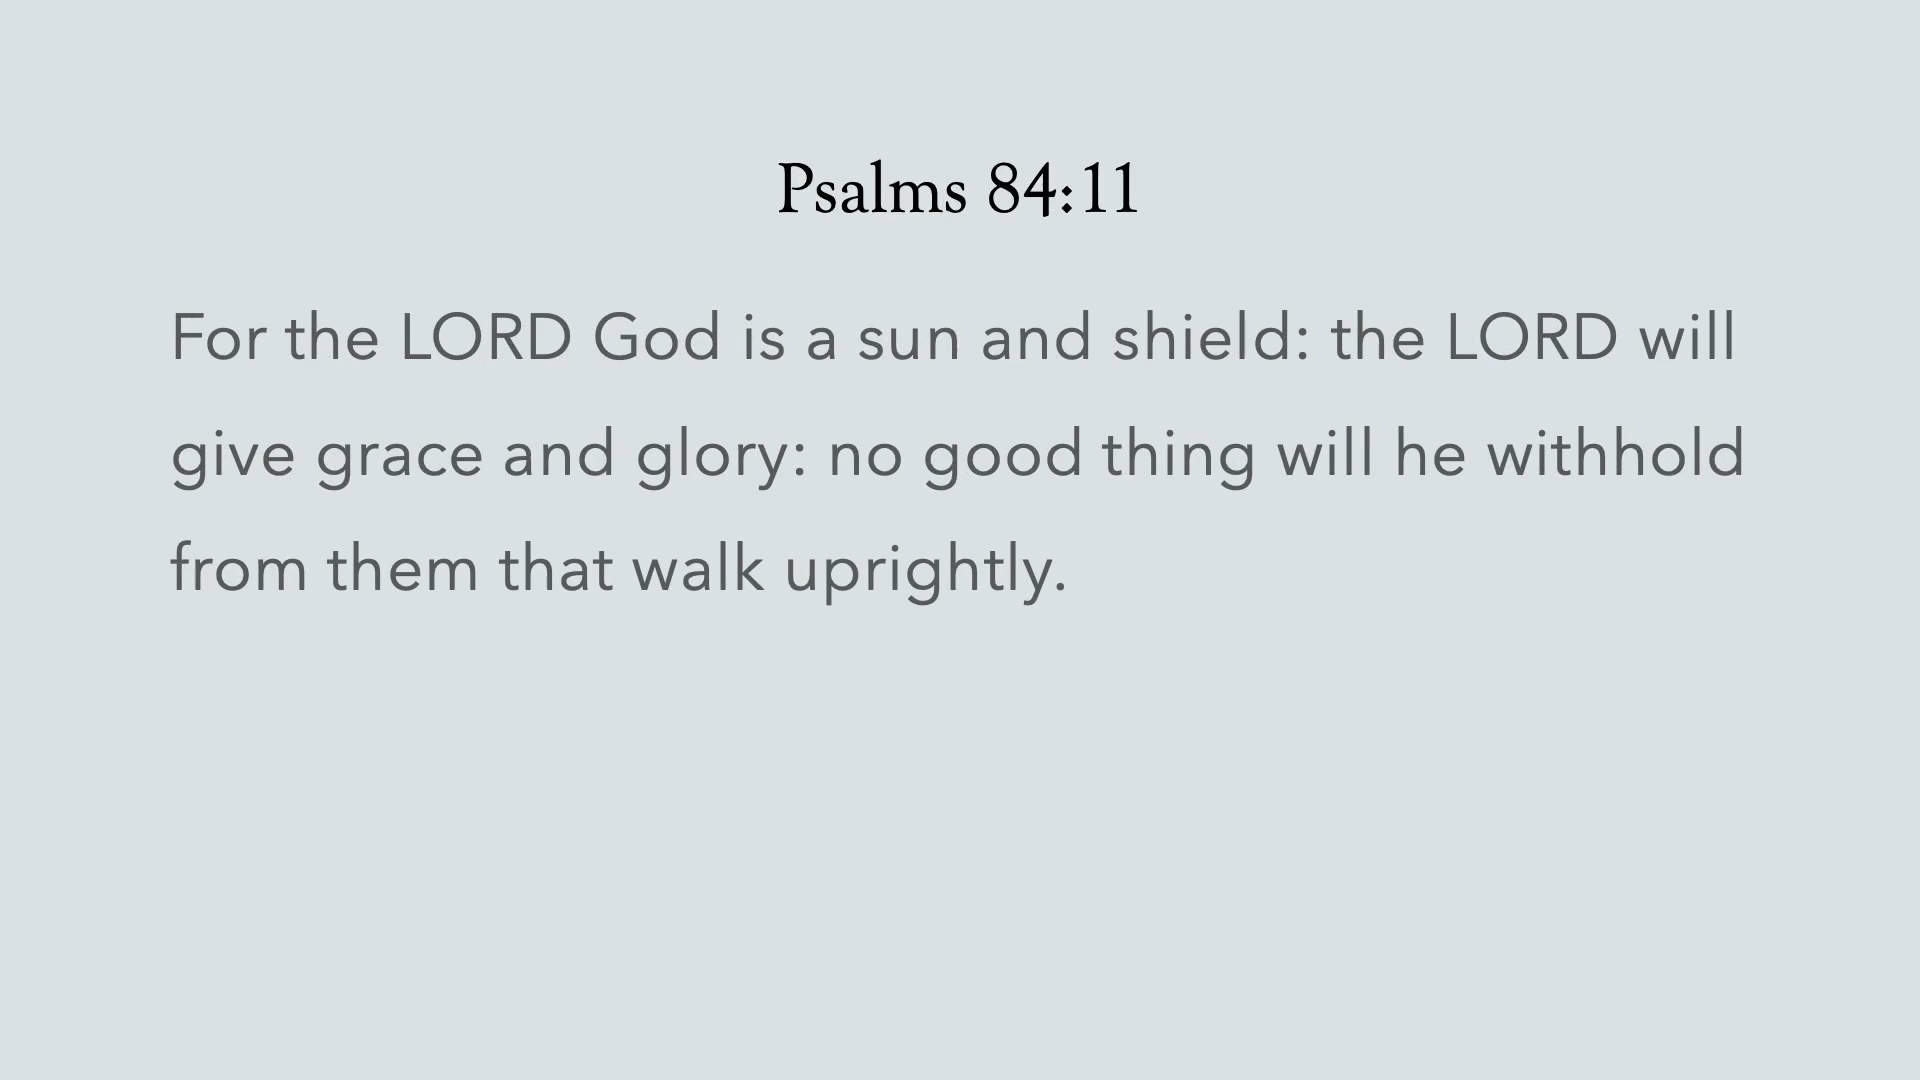 Psalms 84:11
For the LORD God is a sun and shield: the LORD will
give grace and glory: no good thing will he withhold
from them that walk uprightly.